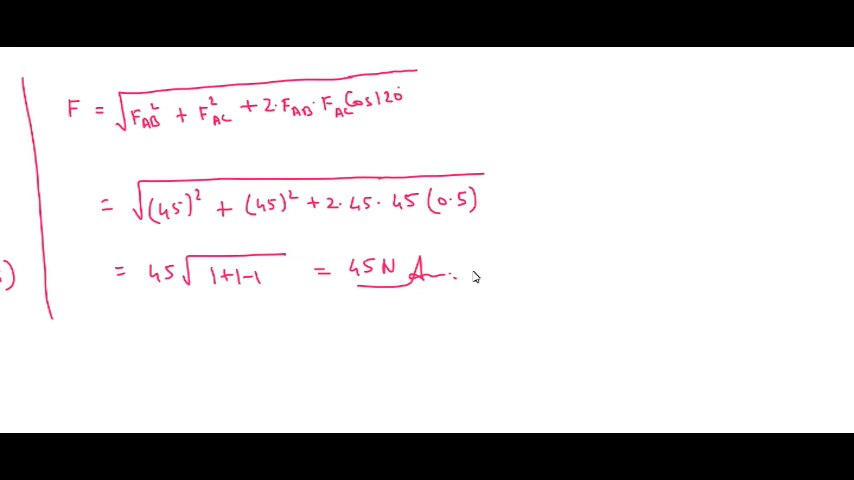 F = √(F_AB² + F_AC² + 2·F_AB·F_AC Cos120°)
= √((45)² + (45)² + 2·45·45(0.5))
) = 45√(1+1-1) = 45N An.